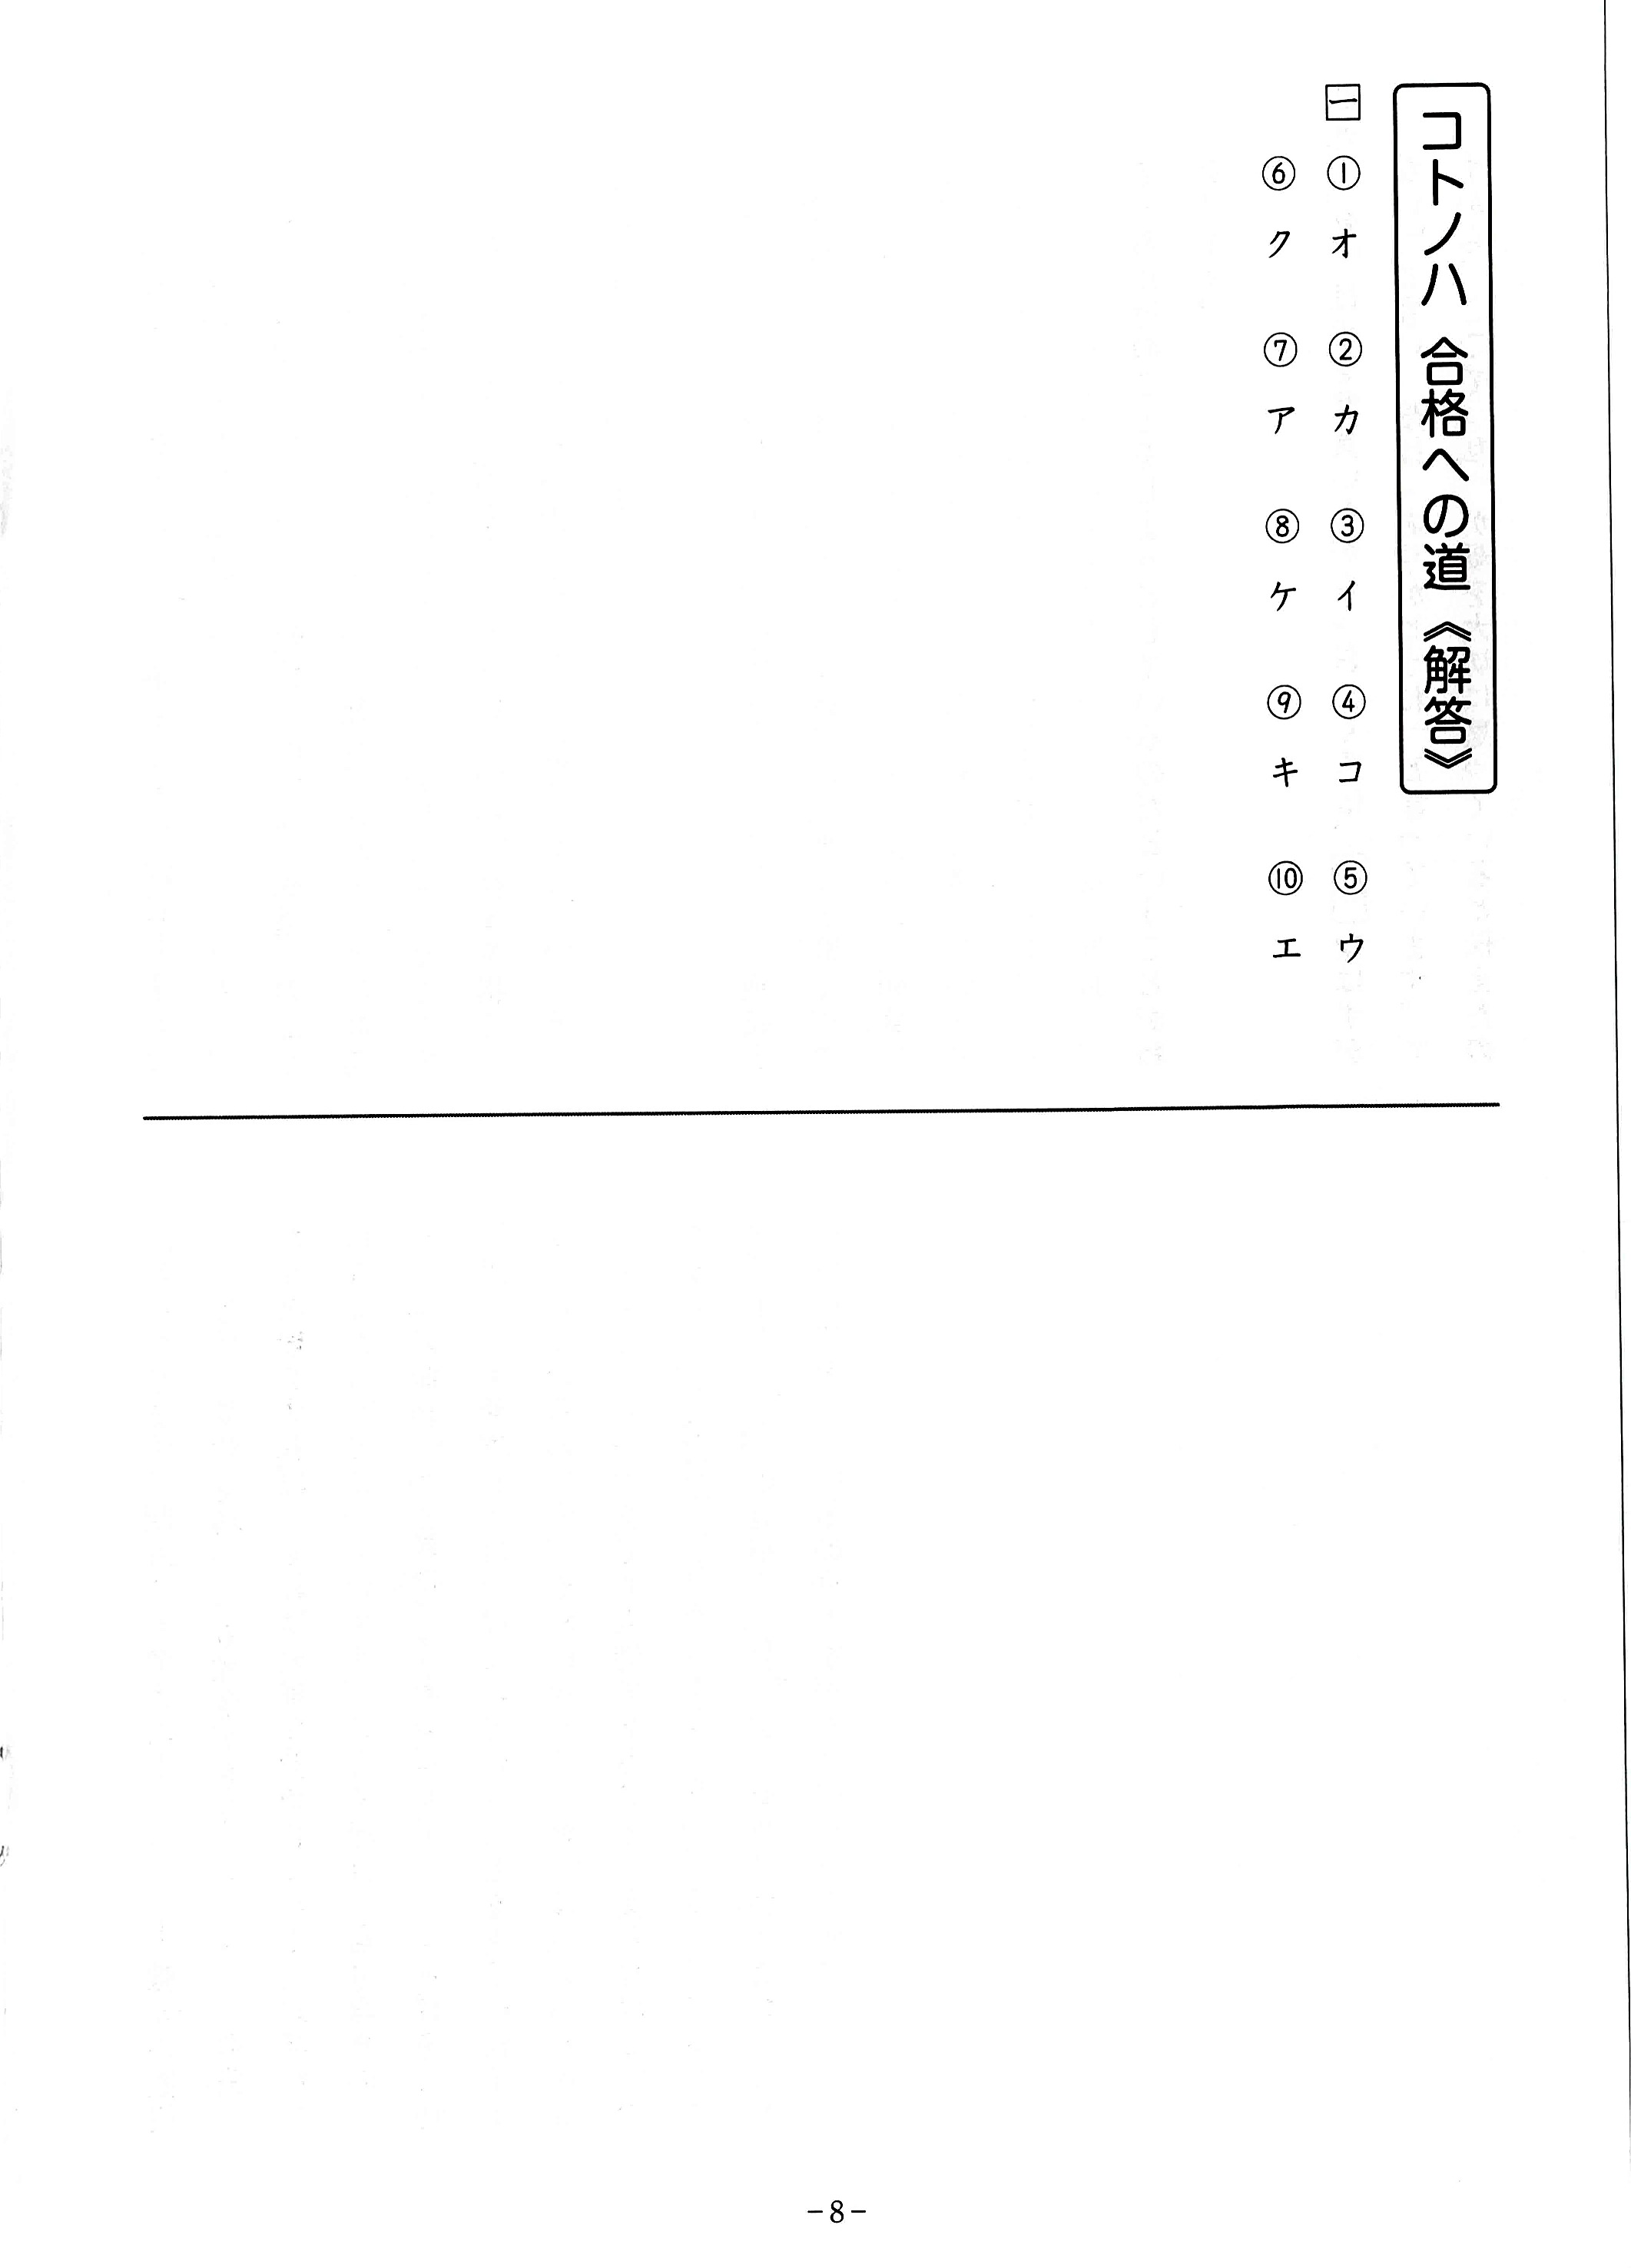 コトノハ 合格への道《解答》
一 ① オ ② カ ③ イ ④ コ ⑤ ウ
⑥ ク ⑦ ア ⑧ ケ ⑨ キ ⑩ エ
−8−